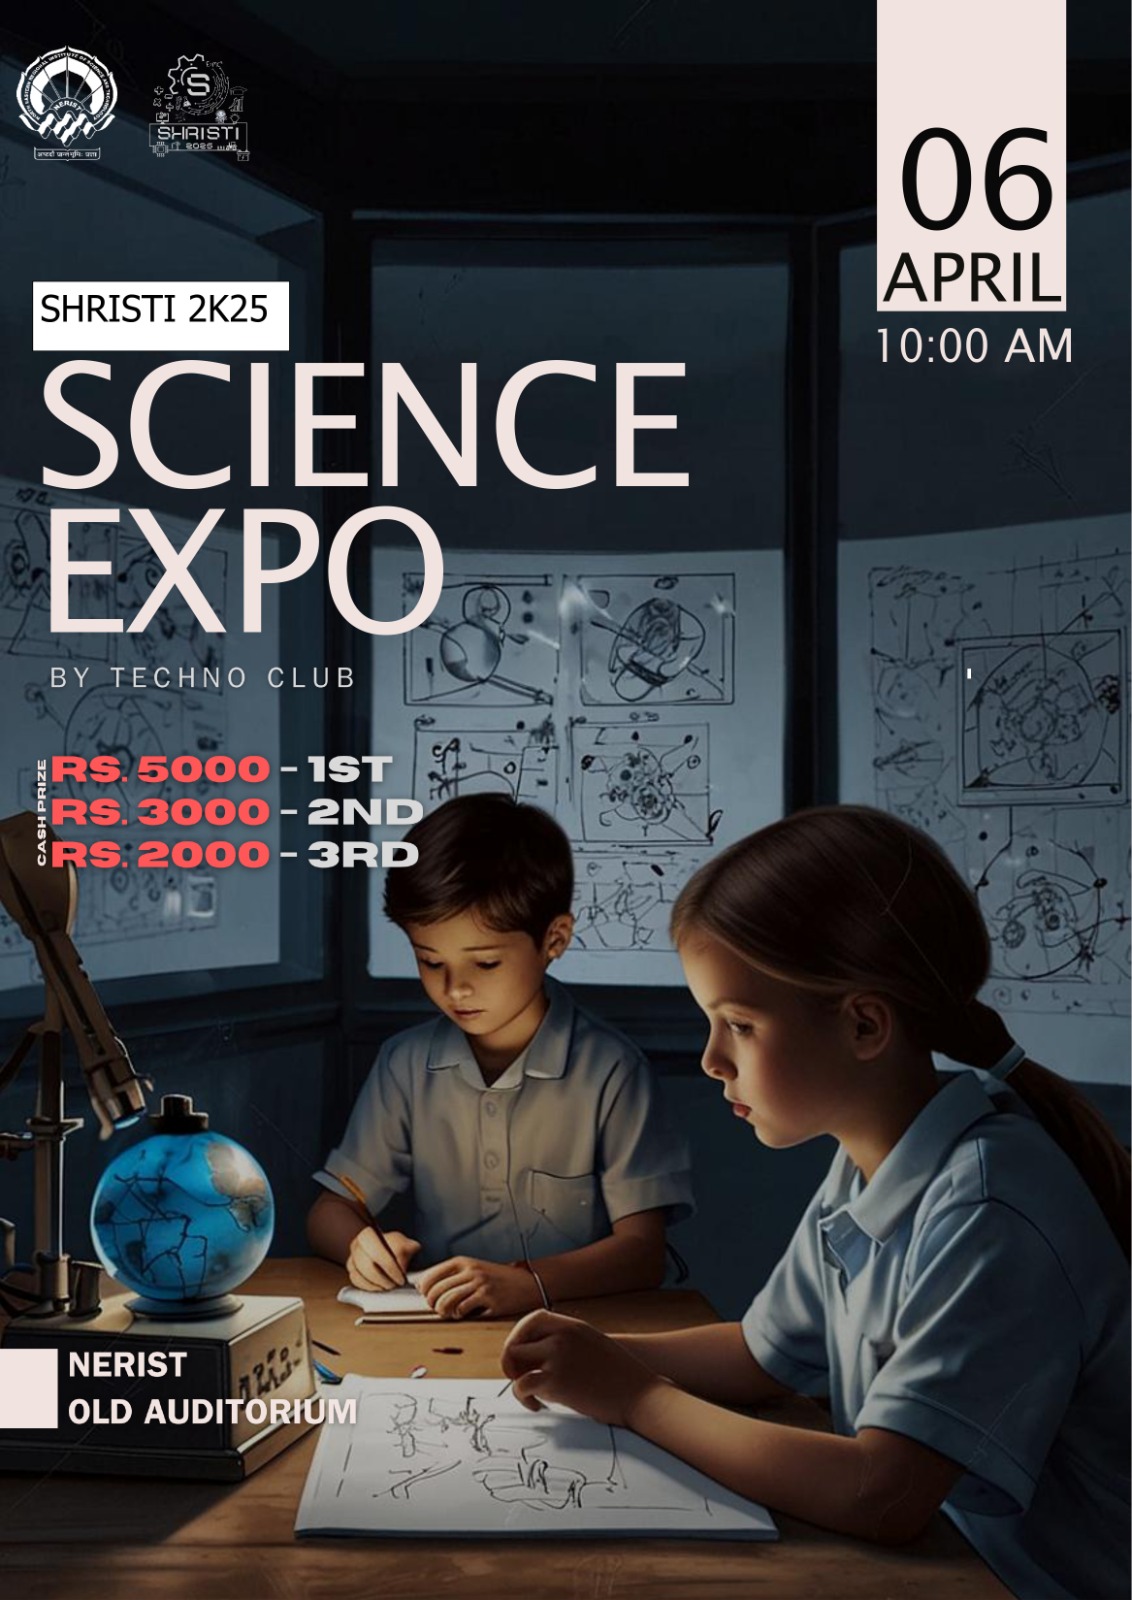 SHRISTI
2025
06
APRIL
10:00 AM
SHRISTI 2K25
SCIENCE
EXPO
BY TECHNO CLUB
CASH PRIZE
RS. 5000 - 1ST
RS. 3000 - 2ND
RS. 2000 - 3RD
NERIST
OLD AUDITORIUM